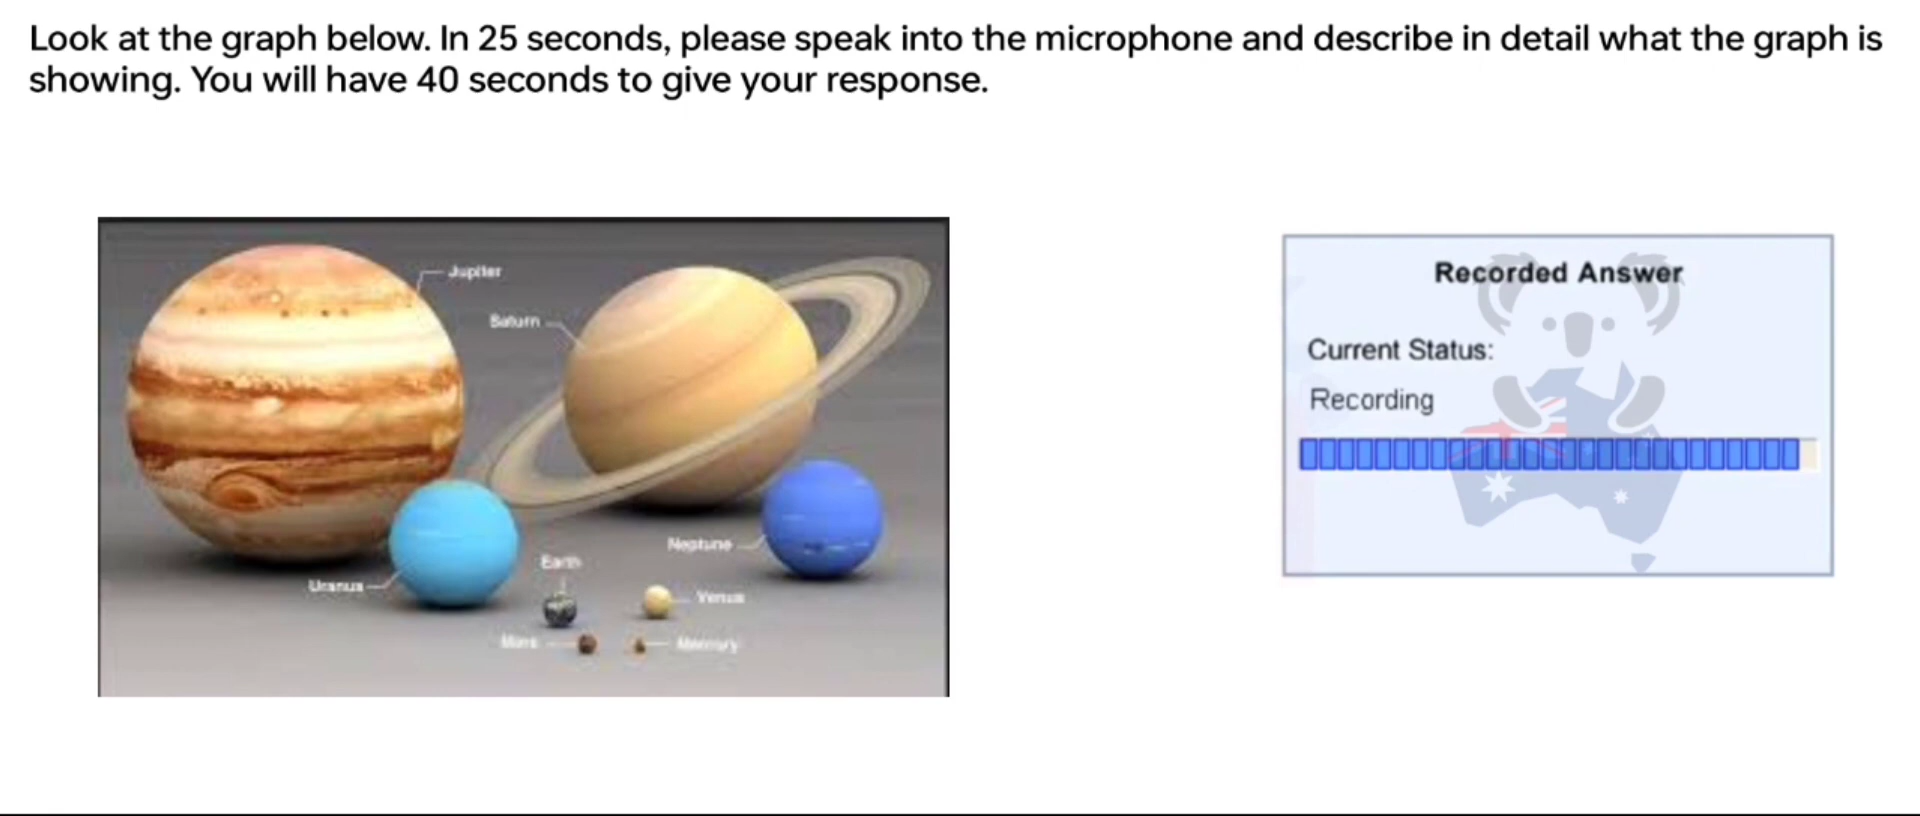 Look at the graph below. In 25 seconds, please speak into the microphone and describe in detail what the graph is
showing. You will have 40 seconds to give your response.
Jupiter
Saturn
Neptune
Earth
Uranus
Venus
Mars
Mercury
Recorded Answer
Current Status:
Recording